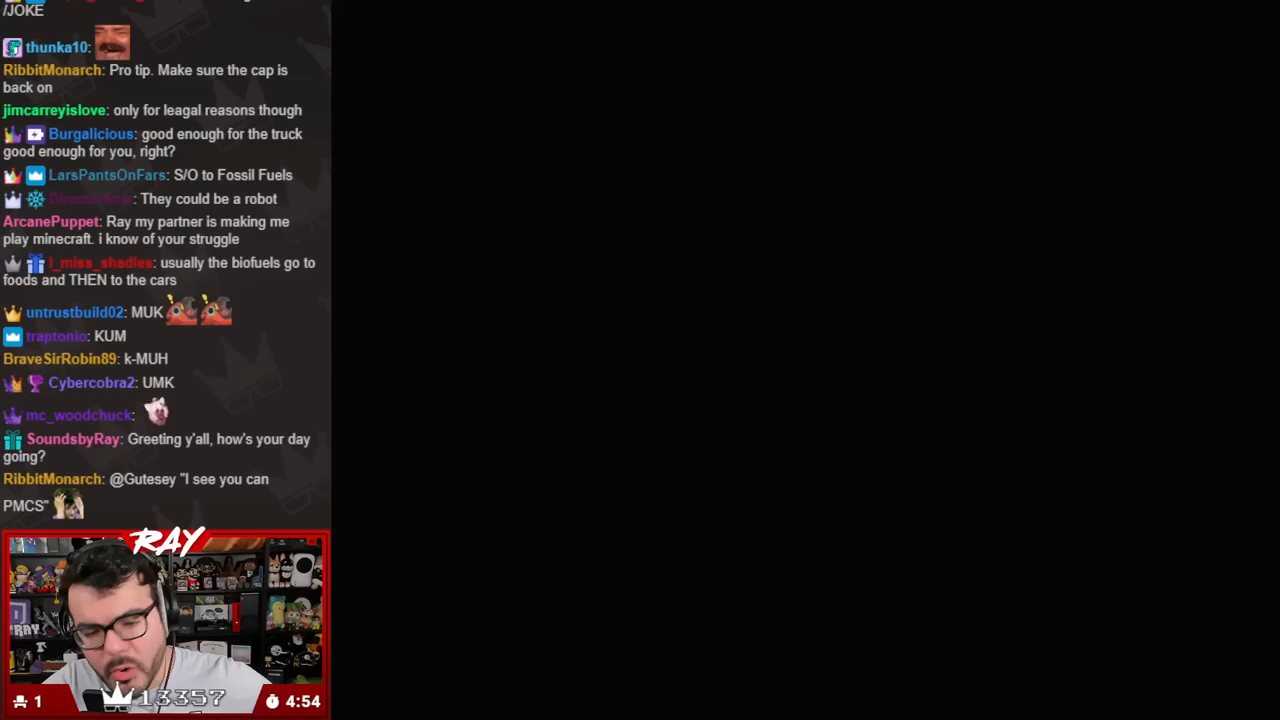 /JOKE
thunka10:
RibbitMonarch: Pro tip. Make sure the cap is
back on
jimcarreyislove: only for leagal reasons though
Burgalicious: good enough for the truck
good enough for you, right?
LarsPantsOnFars: S/O to Fossil Fuels
: They could be a robot
ArcanePuppet: Ray my partner is making me
play minecraft. i know of your struggle
I_miss_shadles: usually the biofuels go to
foods and THEN to the cars
untrustbuild02: MUK
traptonio: KUM
BraveSirRobin89: k-MUH
Cybercobra2: UMK
mc_woodchuck:
SoundsbyRay: Greeting y'all, how's your day
going?
RibbitMonarch: @Gutesey "I see you can
PMCS"
RAY
RAY
1
13357
4:54